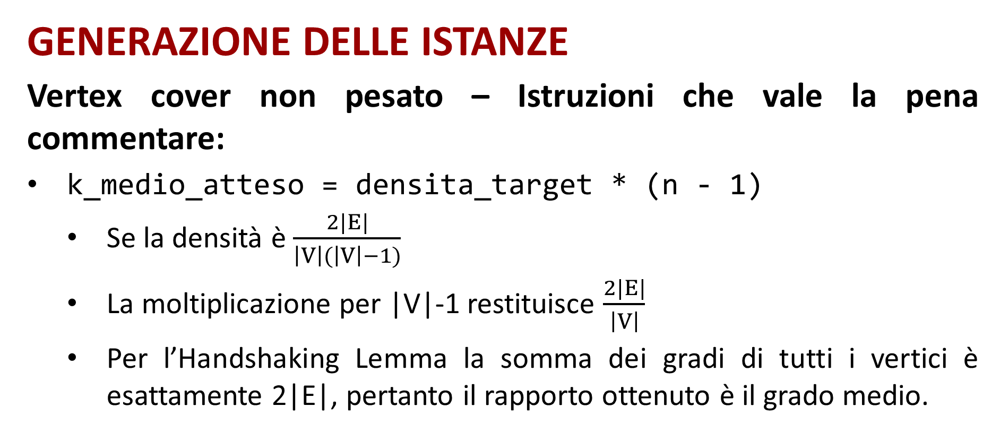 GENERAZIONE DELLE ISTANZE
Vertex cover non pesato – Istruzioni che vale la pena
commentare:
• k_medio_atteso = densita_target * (n - 1)
• Se la densità è \frac{2|E|}{|V|(|V|−1)}
• La moltiplicazione per |V|-1 restituisce \frac{2|E|}{|V|}
• Per l’Handshaking Lemma la somma dei gradi di tutti i vertici è
esattamente 2|E|, pertanto il rapporto ottenuto è il grado medio.